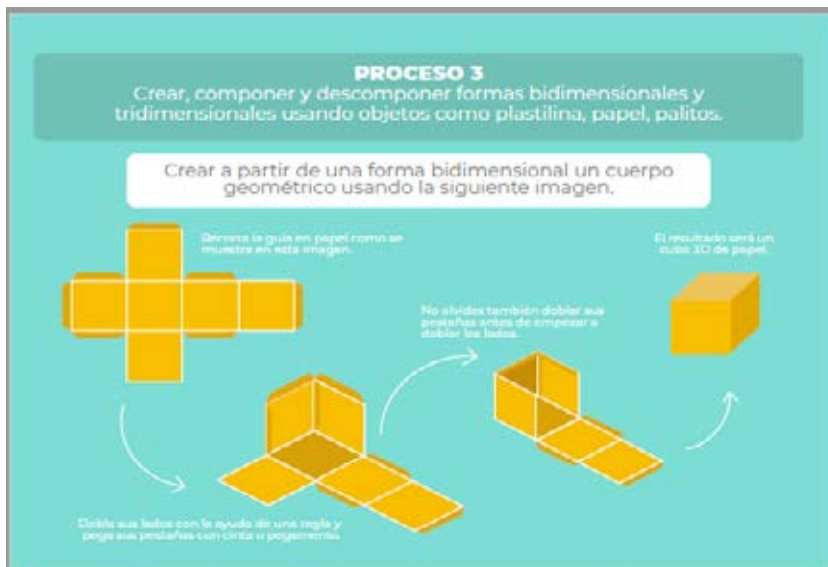 PROCESO 3
Crear, componer y descomponer formas bidimensionales y
tridimensionales usando objetos como plastilina, papel, palitos.
Crear a partir de una forma bidimensional un cuerpo
geométrico usando la siguiente imagen.
Recorta la guía en papel como se
muestra en esta imagen.
El resultado será un
cubo 3D de papel.
No olvides también doblar sus
pestañas antes de empezar a
doblar los lados.
Doble sus lados con la ayuda de una regla y
pega sus pestañas con cinta o pegamento.